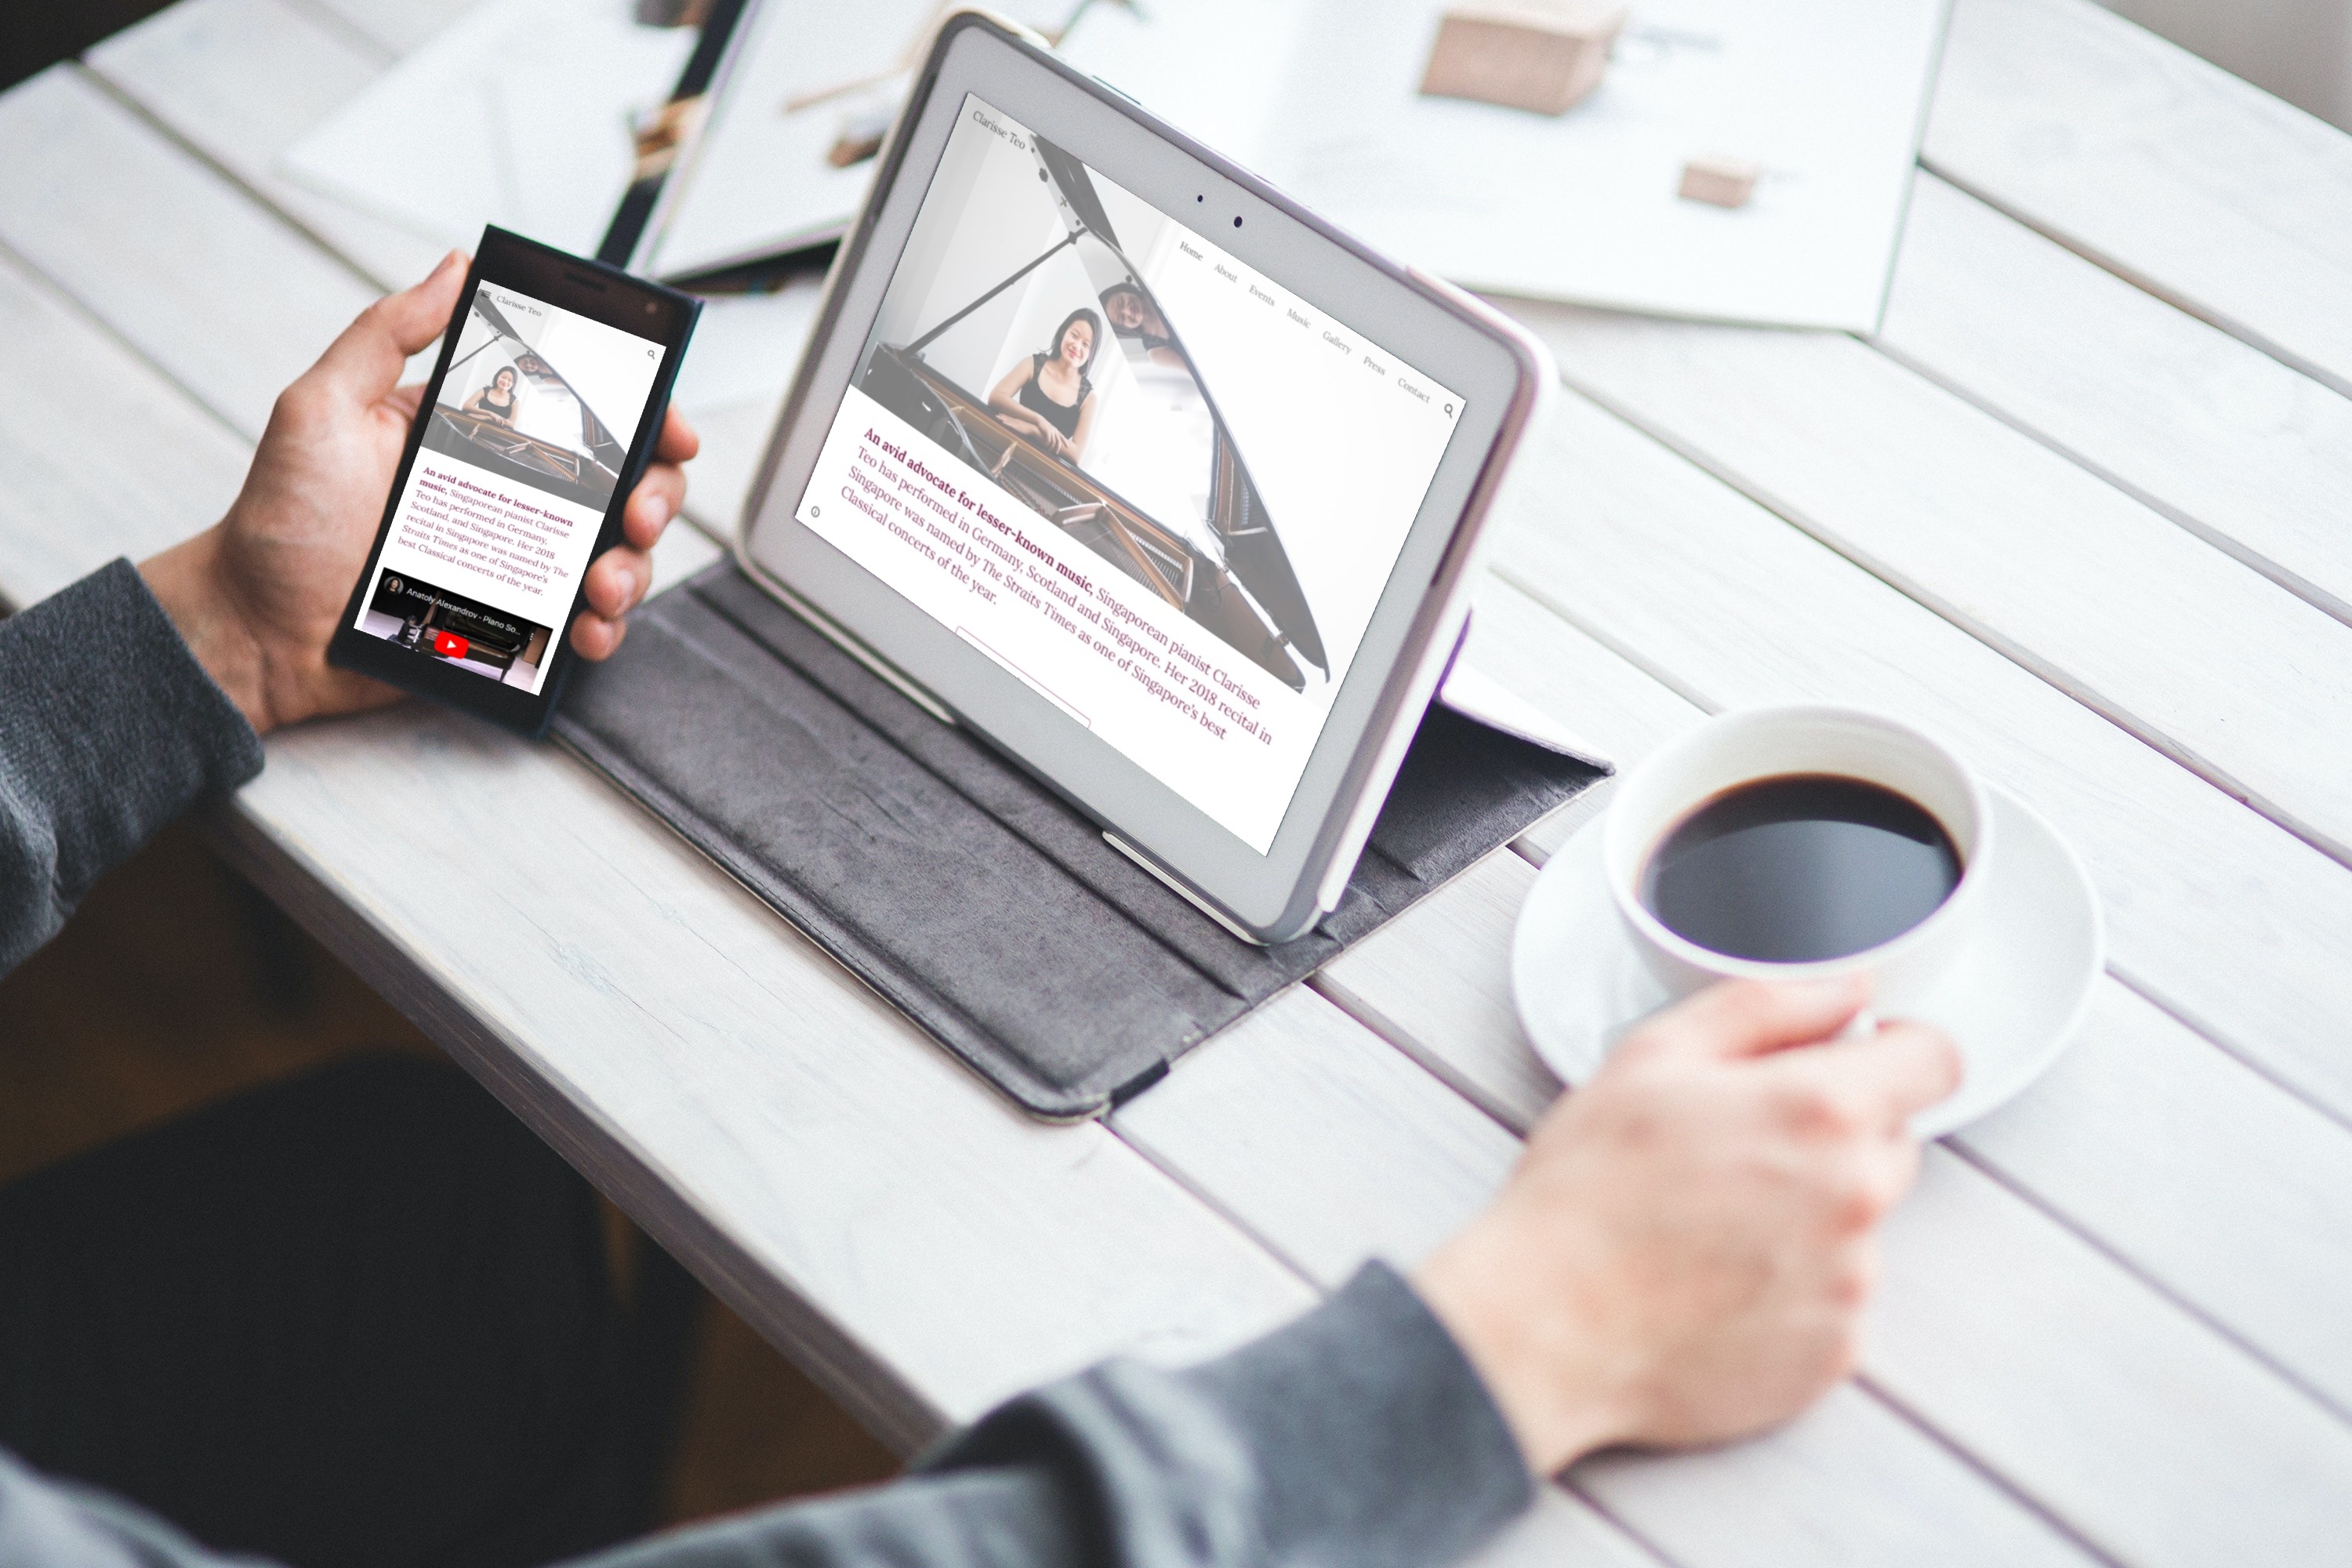 Clarisse Teo
An avid advocate for lesser-known
music, Singaporean pianist Clarisse
Teo has performed in Germany,
Scotland, and Singapore. Her 2018
recital in Singapore was named by The
Straits Times as one of Singapore's
best Classical concerts of the year.
Anatoly Alexandrov - Piano So...
Clarisse Teo
Home About Events Music Gallery Press Contact
An avid advocate for lesser-known music, Singaporean pianist Clarisse
Teo has performed in Germany, Scotland and Singapore. Her 2018 recital in
Singapore was named by The Straits Times as one of Singapore's best
Classical concerts of the year.